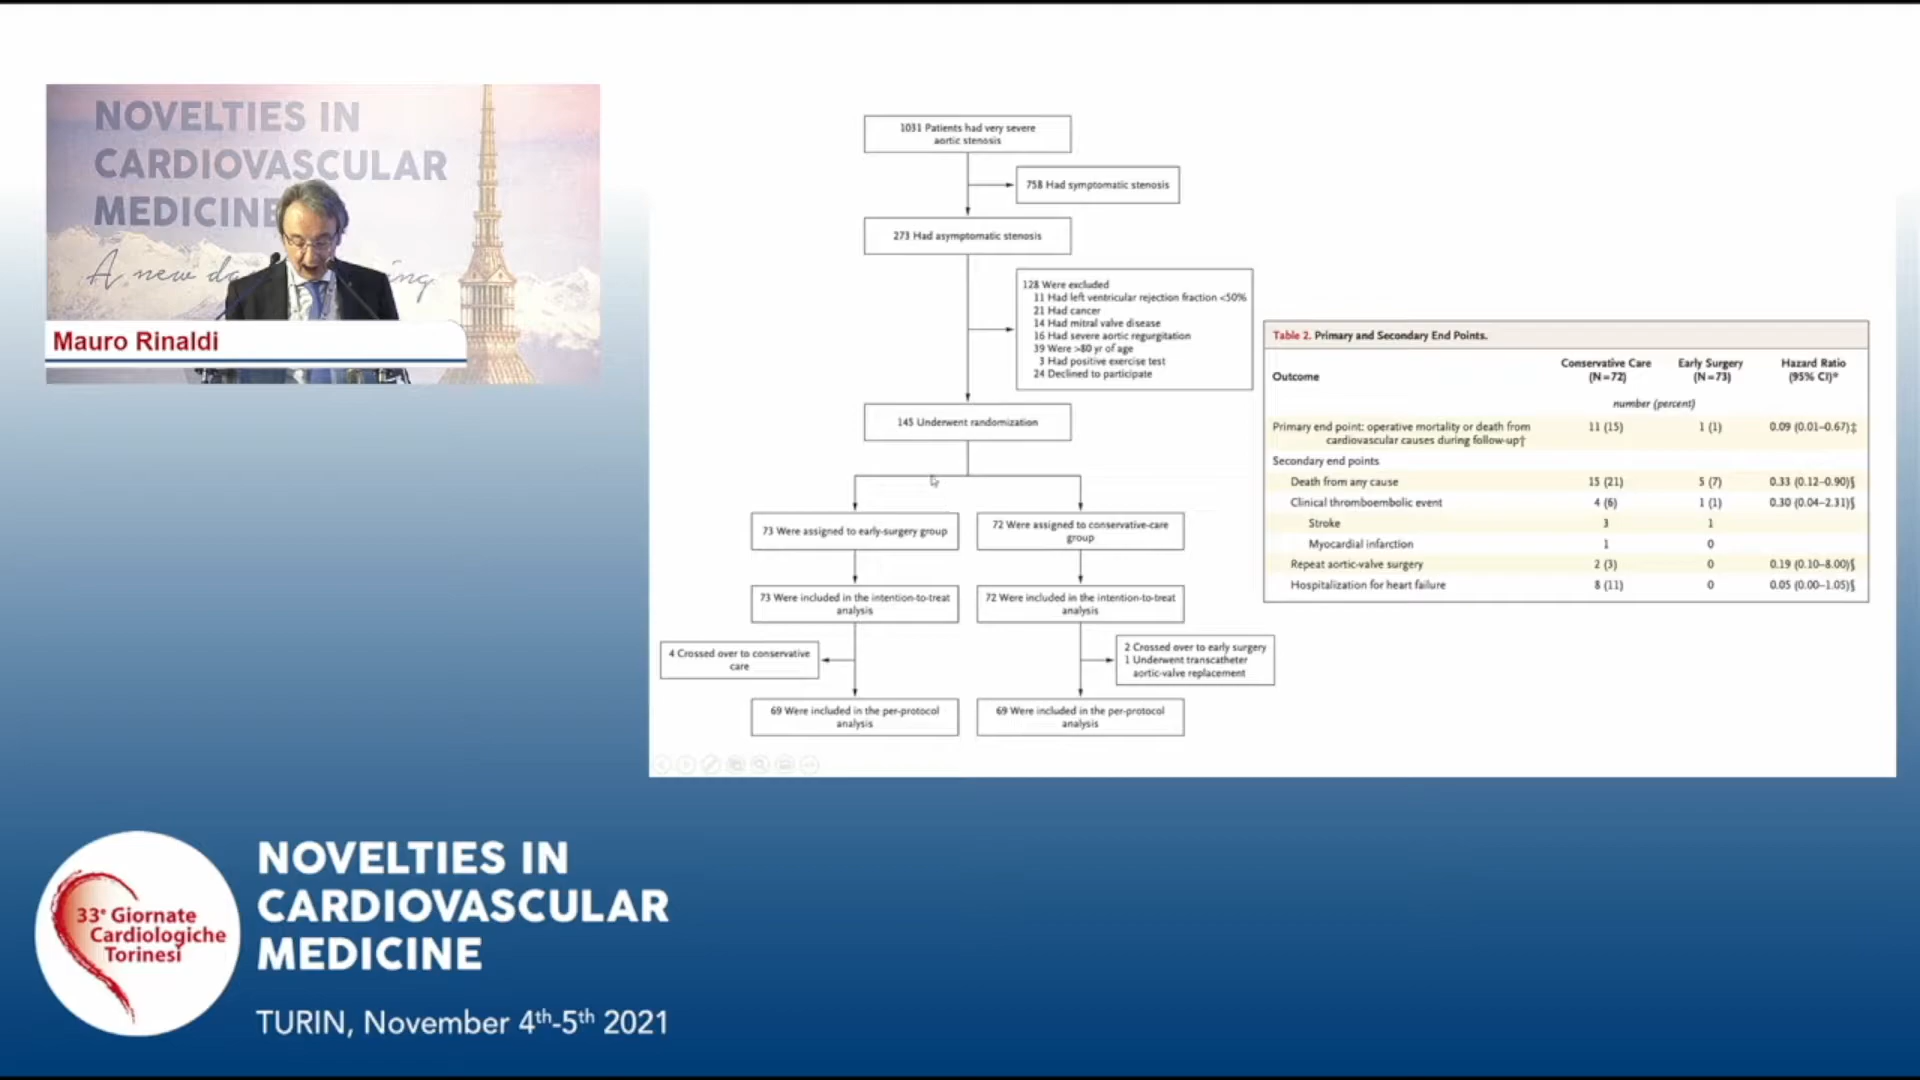 NOVELTIES IN
CARDIOVASCULAR
MEDICINE
A new da
ing
Mauro Rinaldi
1031 Patients had very severe
aortic stenosis
758 Had symptomatic stenosis
273 Had asymptomatic stenosis
128 Were excluded
11 Had left ventricular rejection fraction <50%
21 Had cancer
14 Had mitral valve disease
16 Had severe aortic regurgitation
39 Were >80 yr of age
3 Had positive exercise test
24 Declined to participate
145 Underwent randomization
73 Were assigned to early-surgery group
72 Were assigned to conservative-care
group
73 Were included in the intention-to-treat
analysis
72 Were included in the intention-to-treat
analysis
4 Crossed over to conservative
care
2 Crossed over to early surgery
1 Underwent transcatheter
aortic-valve replacement
69 Were included in the per-protocol
analysis
69 Were included in the per-protocol
analysis
Table 2. Primary and Secondary End Points.
Outcome Conservative Care (N=72) Early Surgery (N=73) Hazard Ratio (95% CI)*
number (percent)
Primary end point: operative mortality or death from
cardiovascular causes during follow-up† 11 (15) 1 (1) 0.09 (0.01–0.67)‡
Secondary end points
Death from any cause 15 (21) 5 (7) 0.33 (0.12–0.90)§
Clinical thromboembolic event 4 (6) 1 (1) 0.30 (0.04–2.31)§
Stroke 3 1
Myocardial infarction 1 0
Repeat aortic-valve surgery 2 (3) 0 0.19 (0.10–8.00)§
Hospitalization for heart failure 8 (11) 0 0.05 (0.00–1.05)§
33° Giornate
Cardiologiche
Torinesi
NOVELTIES IN
CARDIOVASCULAR
MEDICINE
TURIN, November 4th-5th 2021